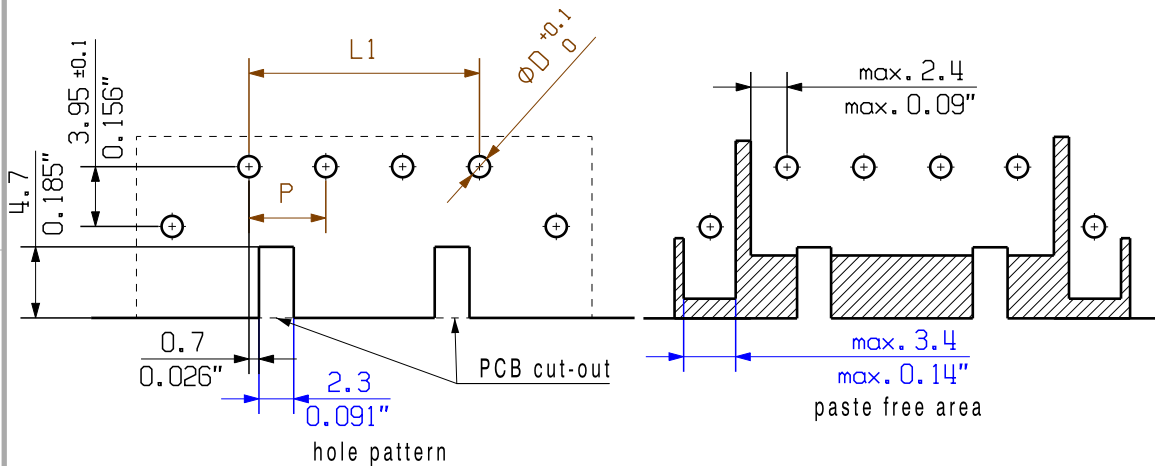 L1
ΦD +0.1 0
3.95 ±0.1
0.156"
4.7
0.185"
P
0.7
0.026"
2.3
0.091"
PCB cut-out
hole pattern
max. 2.4
max. 0.09"
max. 3.4
max. 0.14"
paste free area